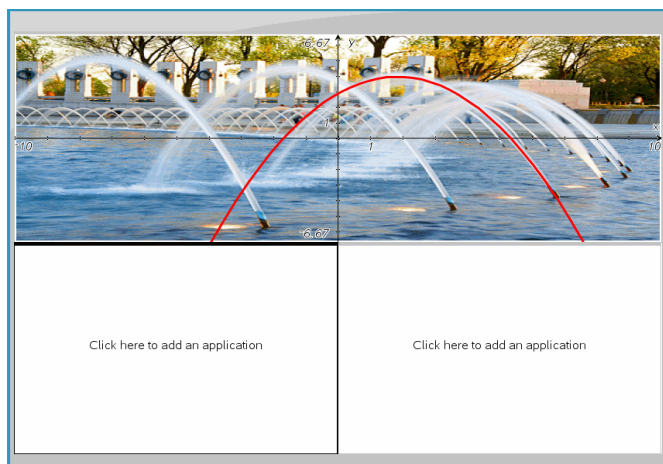 -6.67 y
1
x
-10 1 10
-6.67
Click here to add an application Click here to add an application